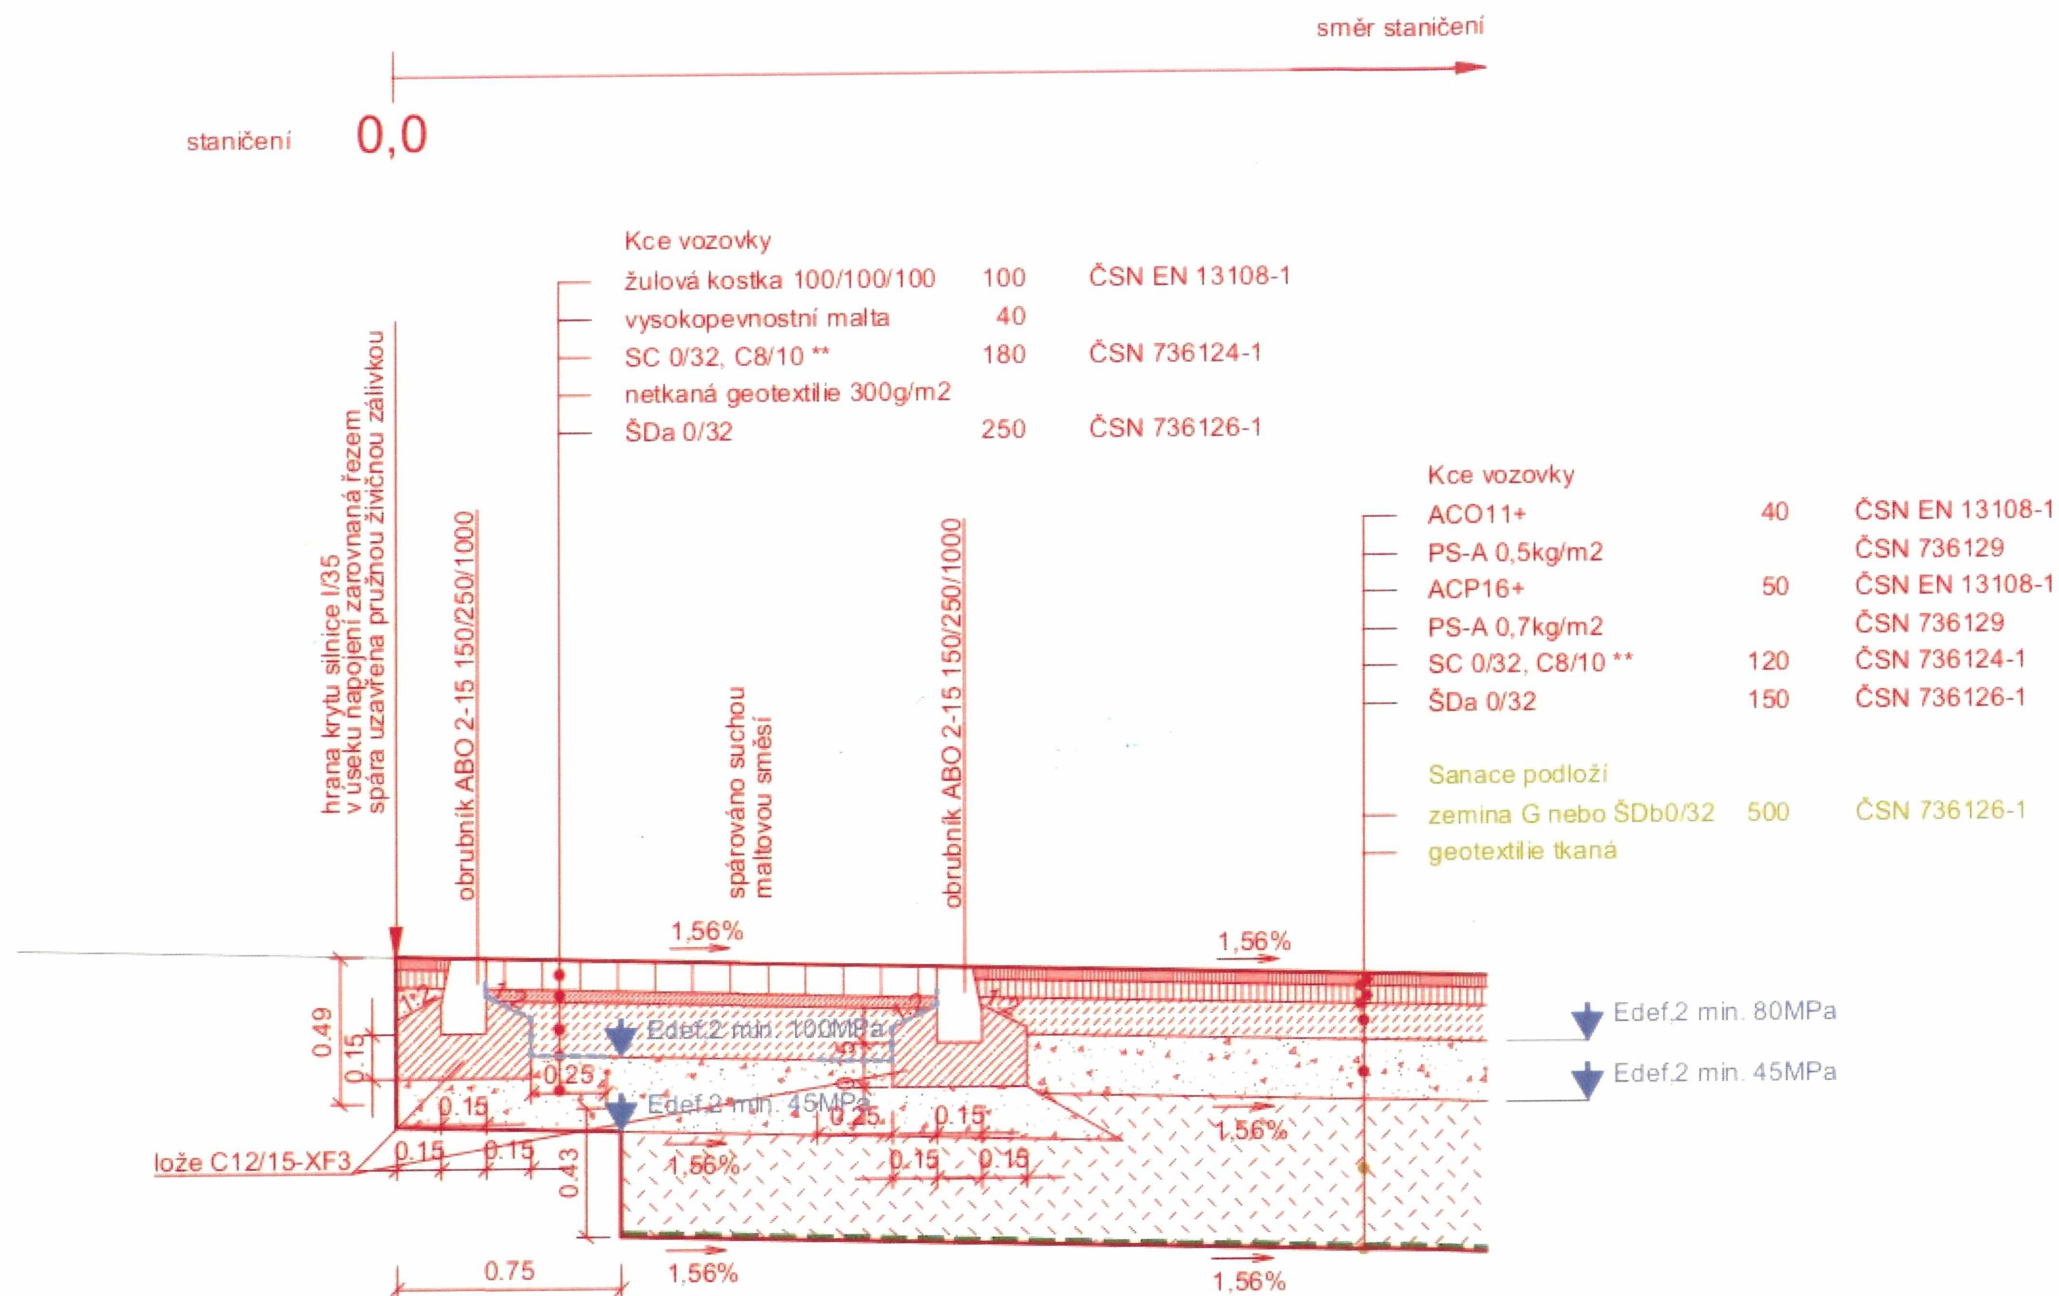 směr staničení
staničení 0,0
Kce vozovky
žulová kostka 100/100/100 100 ČSN EN 13108-1
vysokopevnostní malta 40
SC 0/32, C8/10 ** 180 ČSN 736124-1
netkaná geotextilie 300g/m2
ŠDa 0/32 250 ČSN 736126-1
Kce vozovky
ACO11+ 40 ČSN EN 13108-1
PS-A 0,5kg/m2 ČSN 736129
ACP16+ 50 ČSN EN 13108-1
PS-A 0,7kg/m2 ČSN 736129
SC 0/32, C8/10 ** 120 ČSN 736124-1
ŠDa 0/32 150 ČSN 736126-1
Sanace podloží
zemina G nebo ŠDb0/32 500 ČSN 736126-1
geotextilie tkaná
hrana krytu silnice I/35
v úseku napojení zarovnaná řezem
spára uzavřena pružnou živičnou zálivkou
obrubník ABO 2-15 150/250/1000
spárováno suchou
maltovou směsí
obrubník ABO 2-15 150/250/1000
1,56%
1,56%
1:2
0.49
0.15
Edef.2 min. 100MPa
Edef.2 min. 80MPa
0.25
Edef.2 min. 45MPa
Edef.2 min. 45MPa
0.15
0.25
0.15
1,56%
lože C12/15-XF3
0.15
0.15
0.43
1,56%
0.15
0.15
0.75
1,56%
1,56%